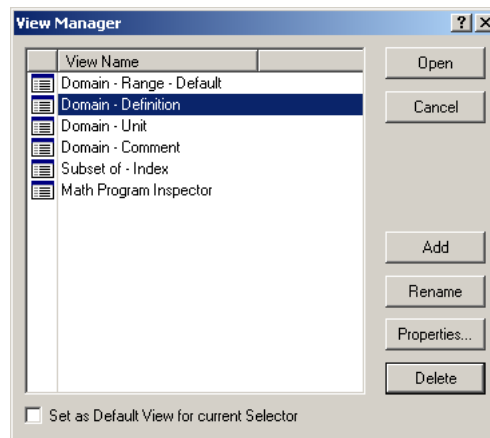 View Manager
View Name
Domain - Range - Default
Domain - Definition
Domain - Unit
Domain - Comment
Subset of - Index
Math Program Inspector
Open
Cancel
Add
Rename
Properties...
Delete
Set as Default View for current Selector